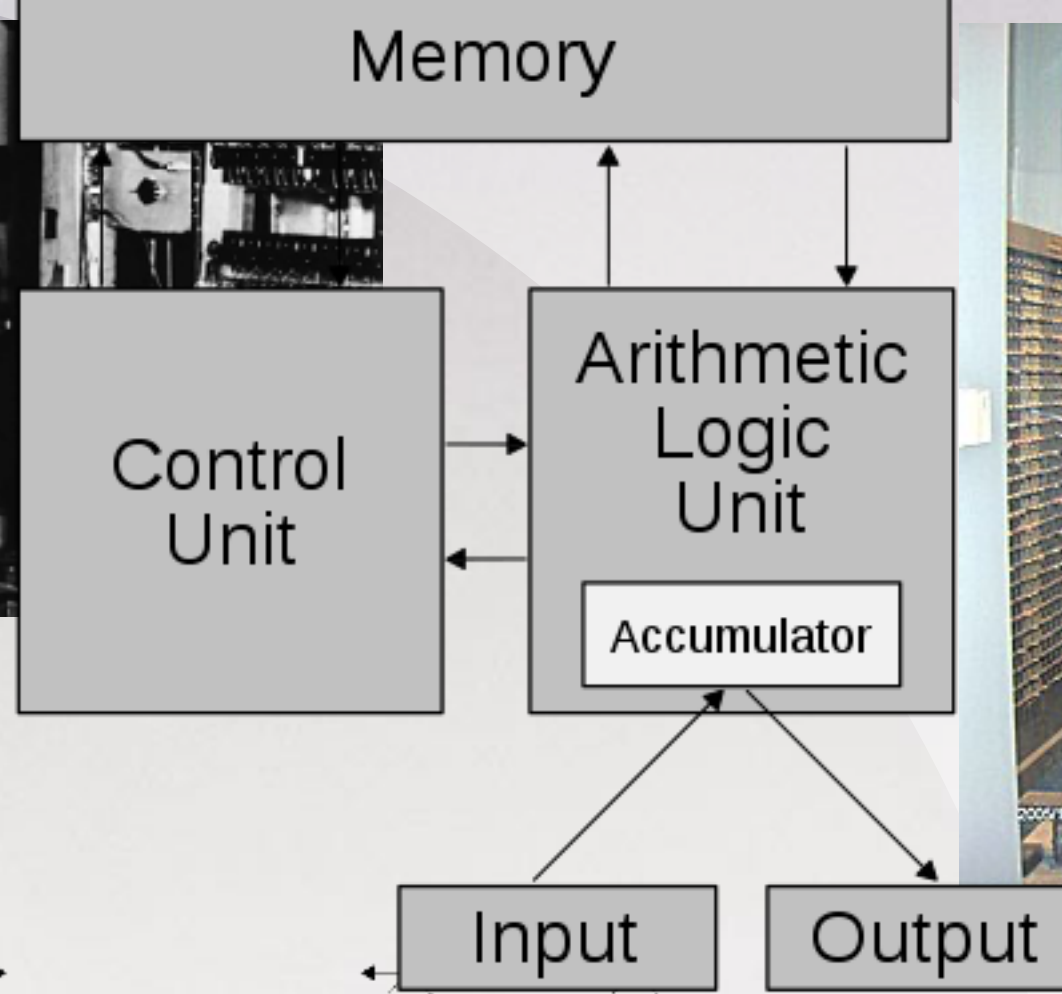 Memory
Control
Unit
Arithmetic
Logic
Unit
Accumulator
Input
Output